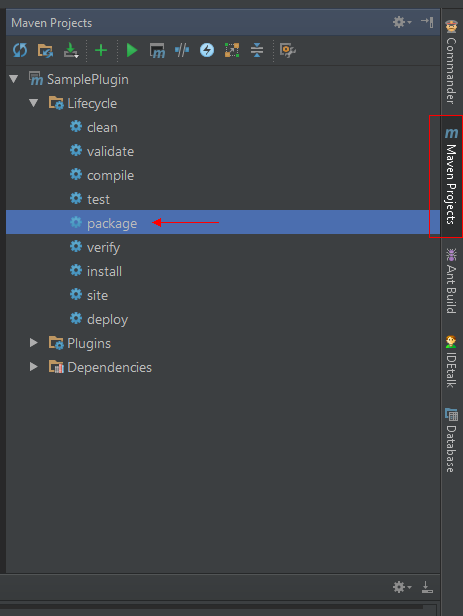 Maven Projects
SamplePlugin
Lifecycle
clean
validate
compile
test
package
verify
install
site
deploy
Plugins
Dependencies
Commander
Maven Projects
Ant Build
IDEtalk
Database